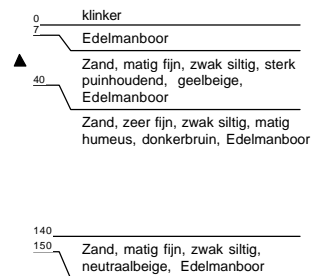 0 klinker
7 Edelmanboor
Zand, matig fijn, zwak siltig, sterk
puinhoudend, geelbeige,
40 Edelmanboor
Zand, zeer fijn, zwak siltig, matig
humeus, donkerbruin, Edelmanboor
140
150 Zand, matig fijn, zwak siltig,
neutraalbeige, Edelmanboor